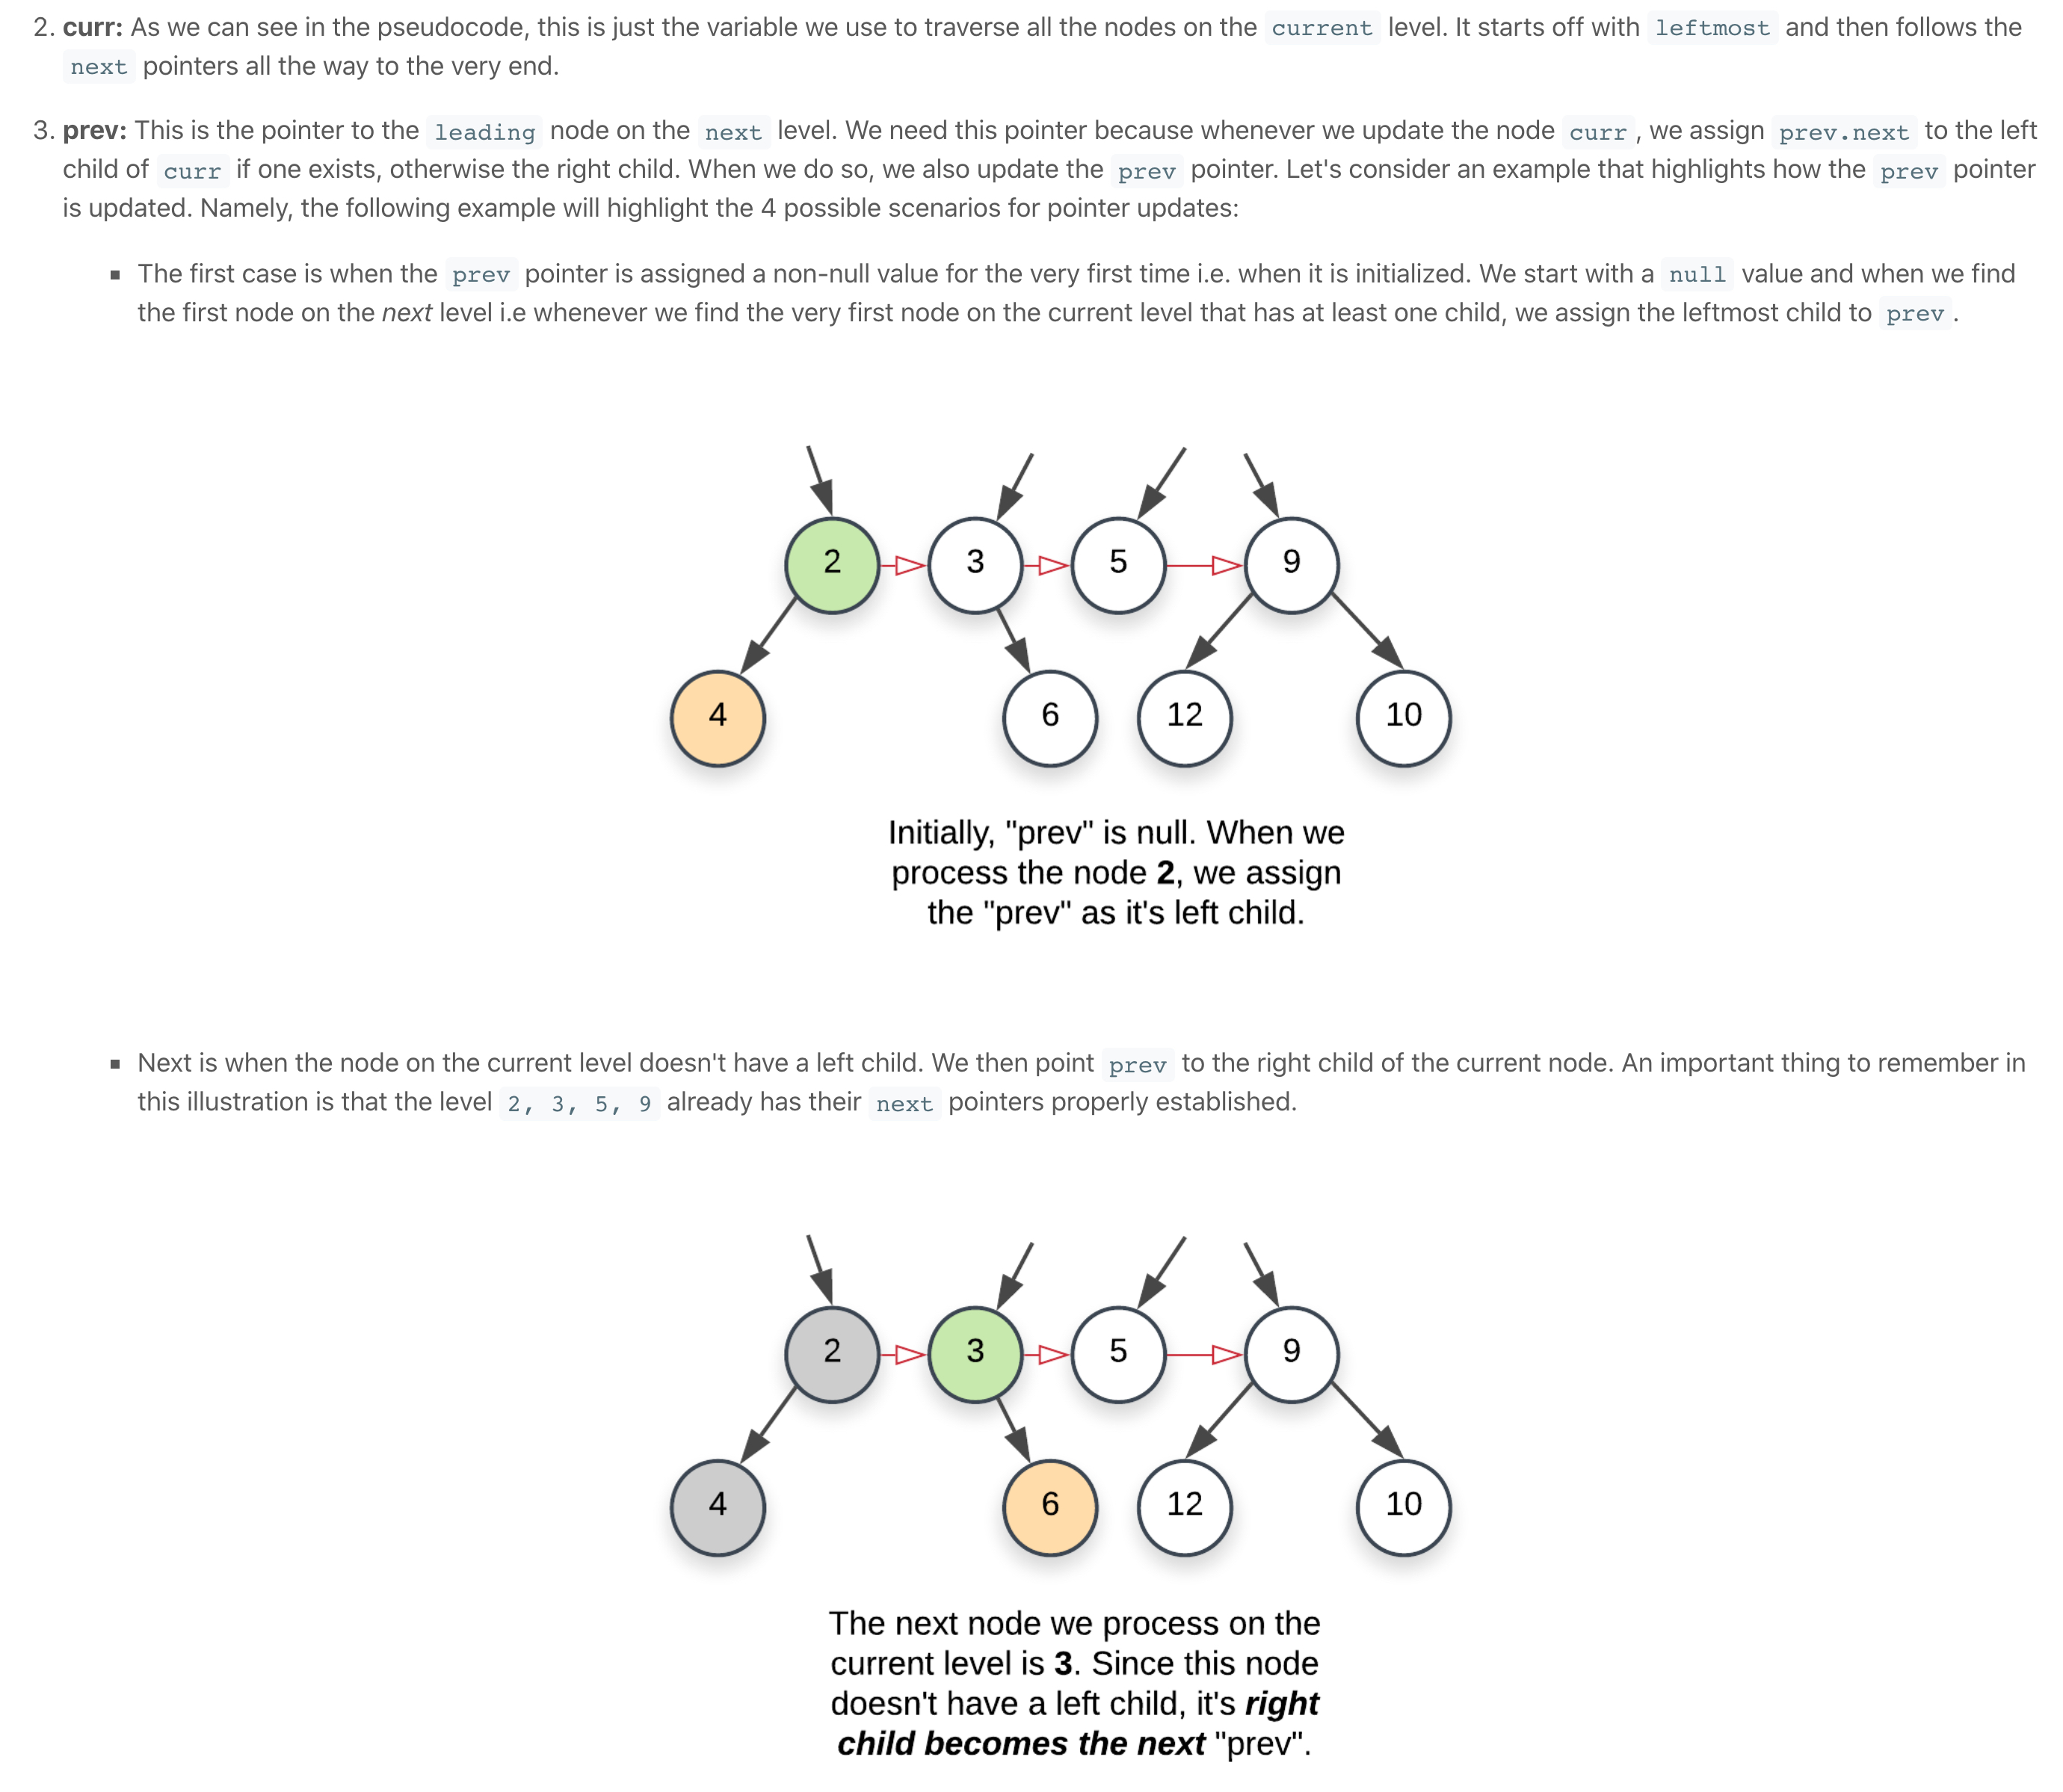 2. curr: As we can see in the pseudocode, this is just the variable we use to traverse all the nodes on the current level. It starts off with leftmost and then follows the
next pointers all the way to the very end.
3. prev: This is the pointer to the leading node on the next level. We need this pointer because whenever we update the node curr , we assign prev.next to the left
child of curr if one exists, otherwise the right child. When we do so, we also update the prev pointer. Let's consider an example that highlights how the prev pointer
is updated. Namely, the following example will highlight the 4 possible scenarios for pointer updates:
▪ The first case is when the prev pointer is assigned a non-null value for the very first time i.e. when it is initialized. We start with a null value and when we find
the first node on the next level i.e whenever we find the very first node on the current level that has at least one child, we assign the leftmost child to prev .
2 3 5 9
4 6 12 10
Initially, "prev" is null. When we
process the node 2, we assign
the "prev" as it's left child.
▪ Next is when the node on the current level doesn't have a left child. We then point prev to the right child of the current node. An important thing to remember in
this illustration is that the level 2, 3, 5, 9 already has their next pointers properly established.
2 3 5 9
4 6 12 10
The next node we process on the
current level is 3. Since this node
doesn't have a left child, it's right
child becomes the next "prev".